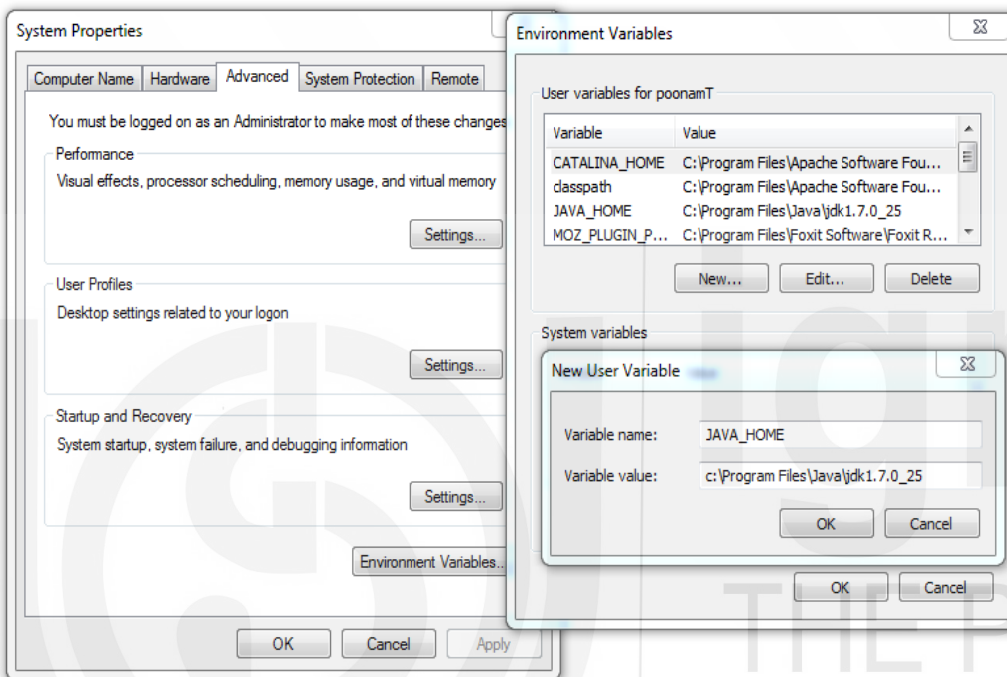 System Properties
Computer Name Hardware Advanced System Protection Remote
You must be logged on as an Administrator to make most of these changes
Performance
Visual effects, processor scheduling, memory usage, and virtual memory
Settings...
User Profiles
Desktop settings related to your logon
Settings...
Startup and Recovery
System startup, system failure, and debugging information
Settings...
Environment Variables..
OK Cancel Apply
Environment Variables
User variables for poonamT
Variable Value
CATALINA_HOME C:\Program Files\Apache Software Fou...
classpath C:\Program Files\Apache Software Fou...
JAVA_HOME C:\Program Files\Java\jdk1.7.0_25
MOZ_PLUGIN_P... C:\Program Files\Foxit Software\Foxit R...
New... Edit... Delete
System variables
New User Variable
Variable name: JAVA_HOME
Variable value: c:\Program Files\Java\jdk1.7.0_25
OK Cancel
OK Cancel
THE P